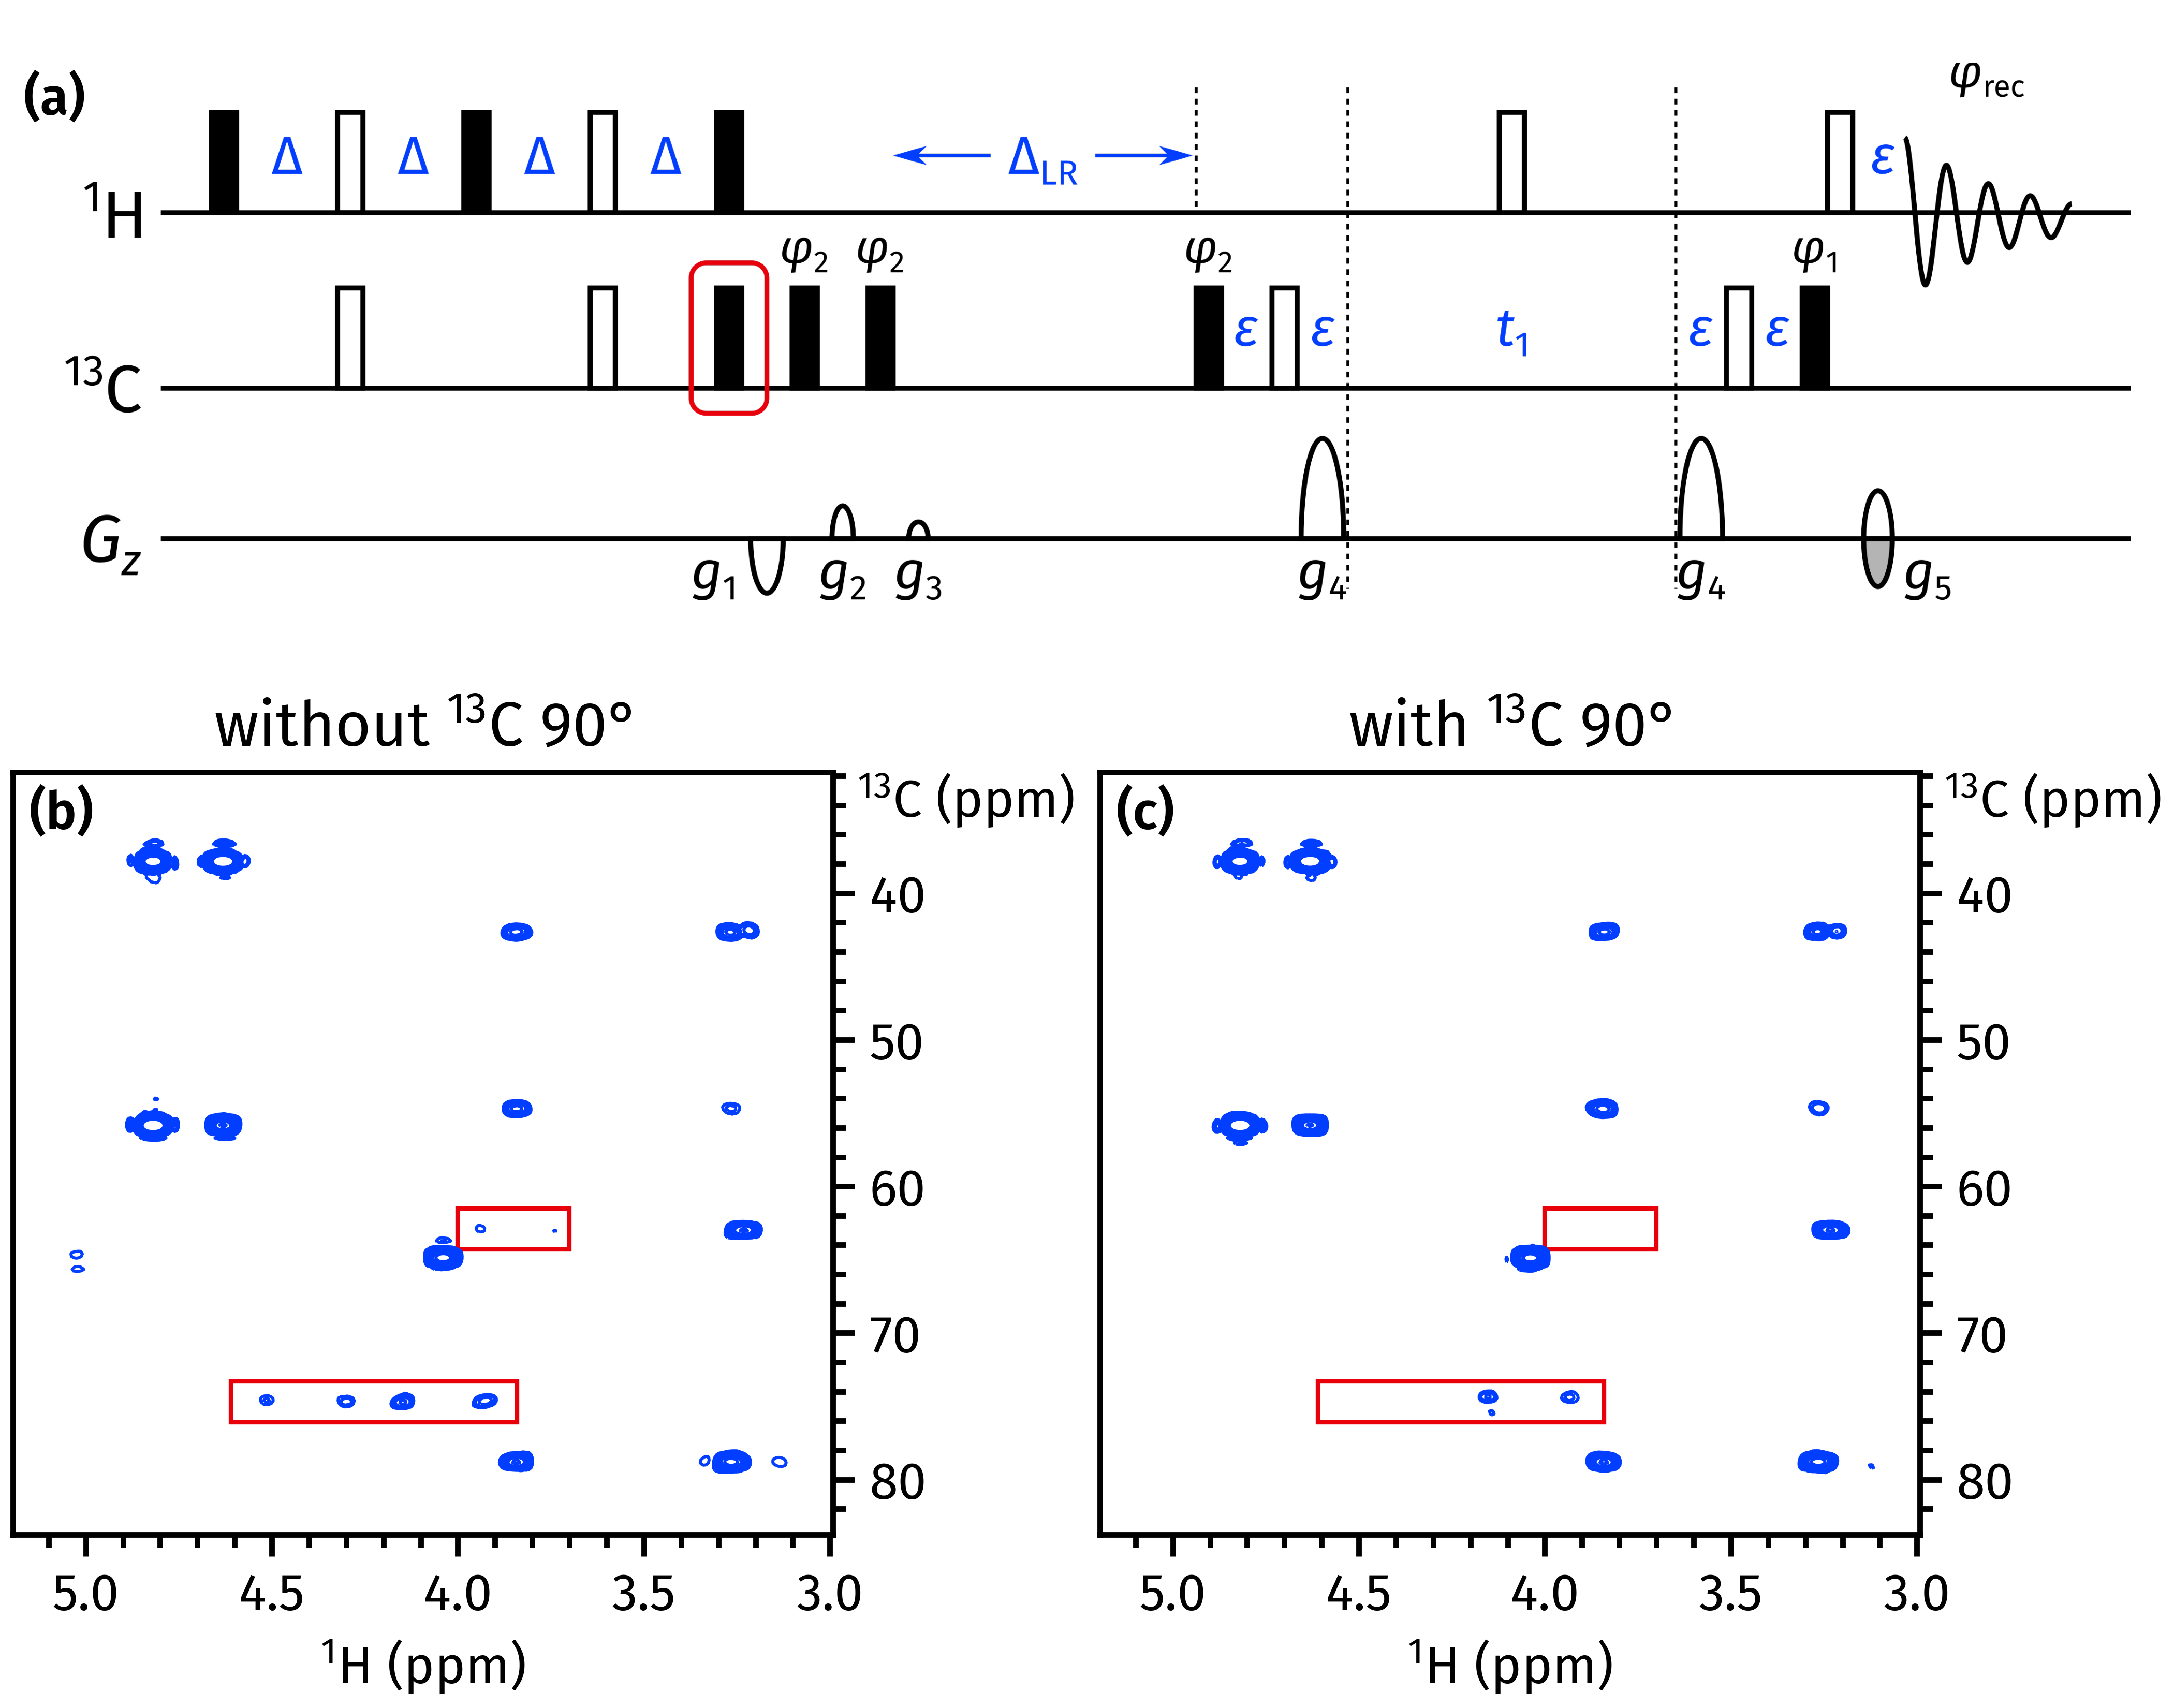 (a)
φrec
Δ Δ Δ Δ ΔLR ε
¹H
φ₂ φ₂ φ₂ φ₁
ε ε t₁ ε ε
¹³C
Gz
g₁ g₂ g₃ g₄ g₄ g₅
without ¹³C 90°
(b)
¹³C (ppm)
40
50
60
70
80
5.0 4.5 4.0 3.5 3.0
¹H (ppm)
with ¹³C 90°
(c)
¹³C (ppm)
40
50
60
70
80
5.0 4.5 4.0 3.5 3.0
¹H (ppm)